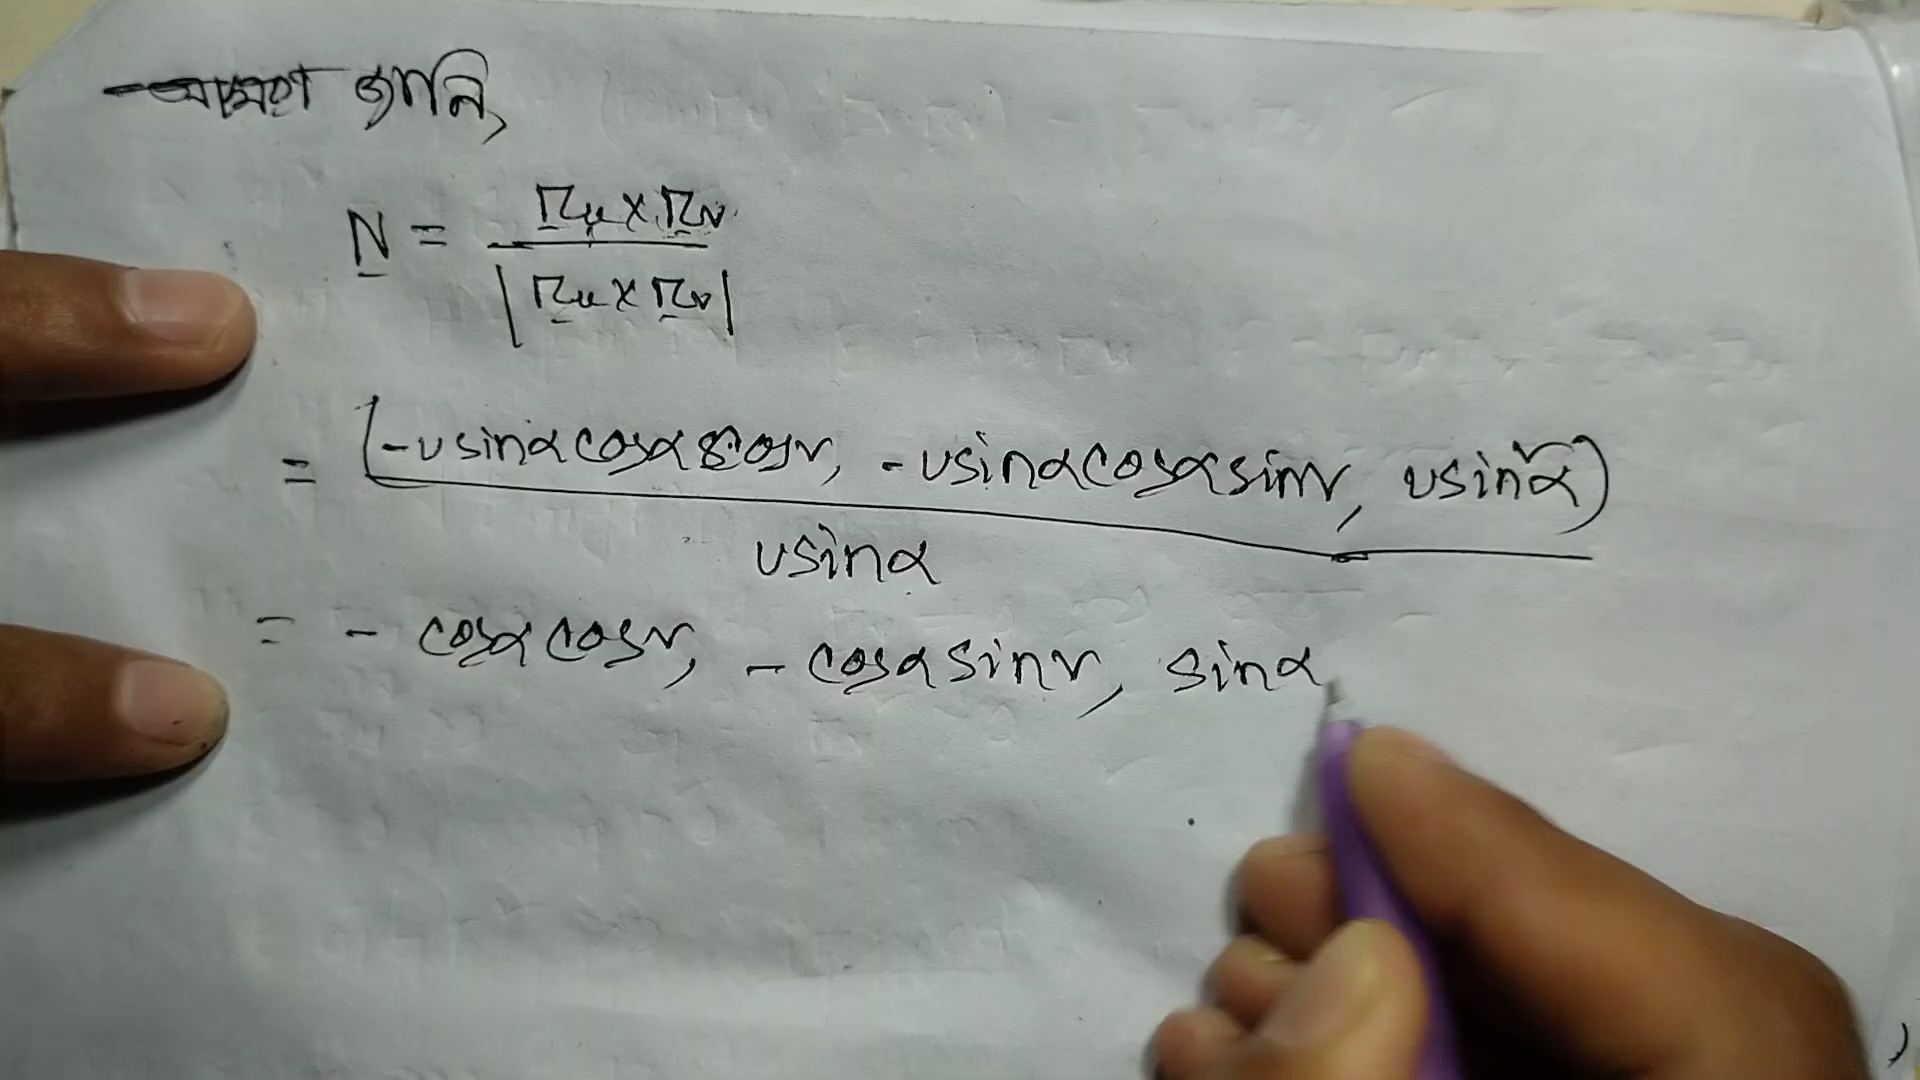 আমরা জানি,
N = r_u × r_v
|r_u × r_v|
= (-u sinα cosα cosv, -u sinα cosα sinv, u sin²α)
u sinα
= - cosα cosv, - cosα sinv, sinα
)